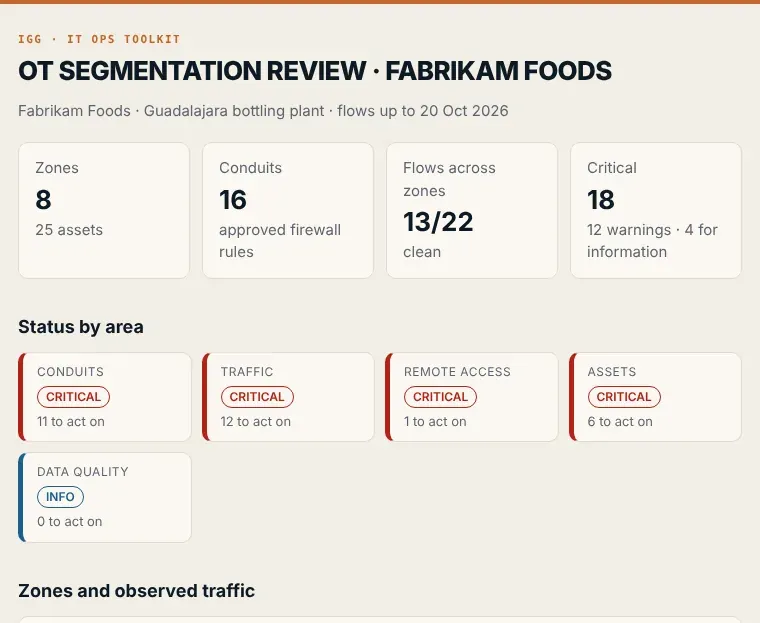 IGG · IT OPS TOOLKIT
OT SEGMENTATION REVIEW · FABRIKAM FOODS
Fabrikam Foods · Guadalajara bottling plant · flows up to 20 Oct 2026
Zones
8
25 assets
Conduits
16
approved firewall
rules
Flows across
zones
13/22
clean
Critical
18
12 warnings · 4 for
information
Status by area
CONDUITS
CRITICAL
11 to act on
TRAFFIC
CRITICAL
12 to act on
REMOTE ACCESS
CRITICAL
1 to act on
ASSETS
CRITICAL
6 to act on
DATA QUALITY
INFO
0 to act on
Zones and observed traffic